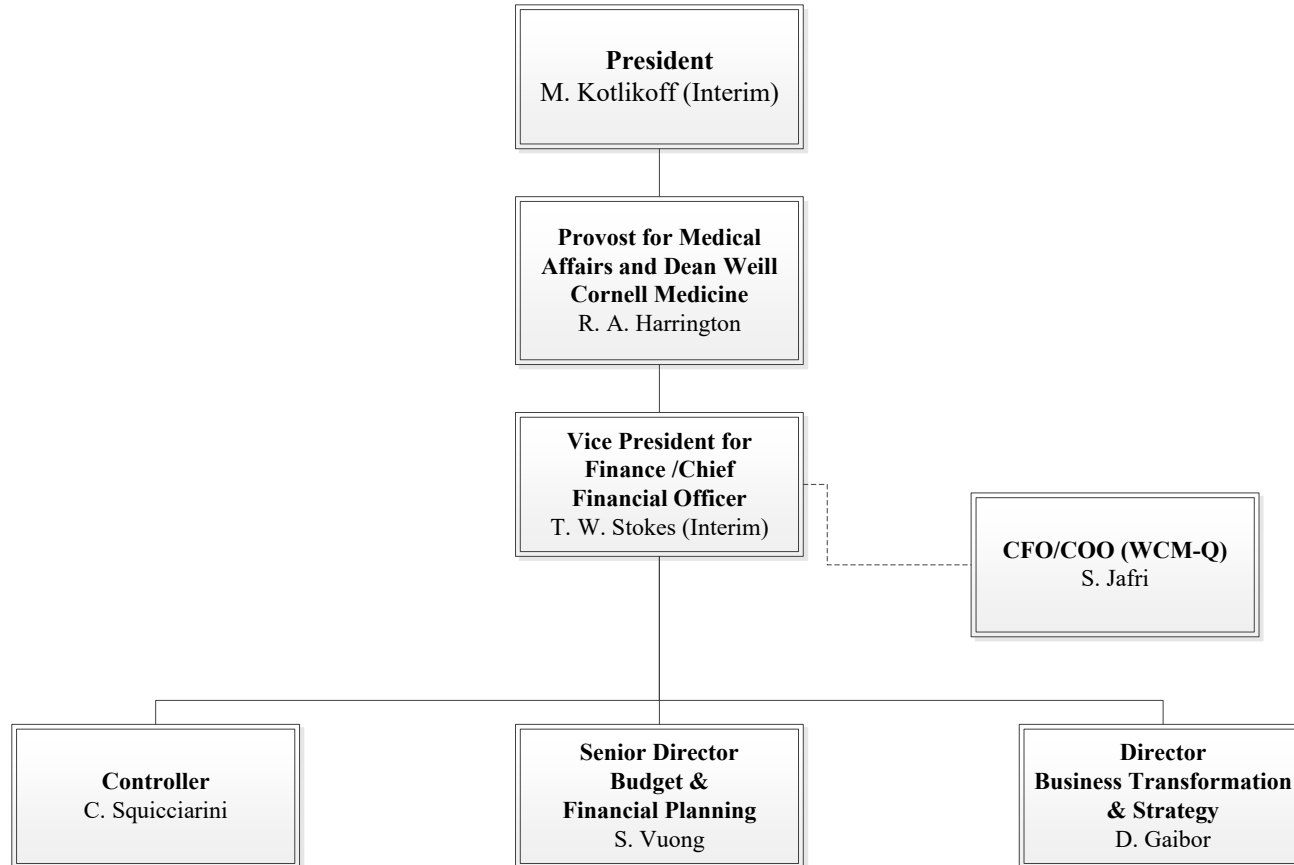 President
M. Kotlikoff (Interim)
Provost for Medical
Affairs and Dean Weill
Cornell Medicine
R. A. Harrington
Vice President for
Finance /Chief
Financial Officer
T. W. Stokes (Interim)
CFO/COO (WCM-Q)
S. Jafri
Controller
C. Squicciarini
Senior Director
Budget &
Financial Planning
S. Vuong
Director
Business Transformation
& Strategy
D. Gaibor